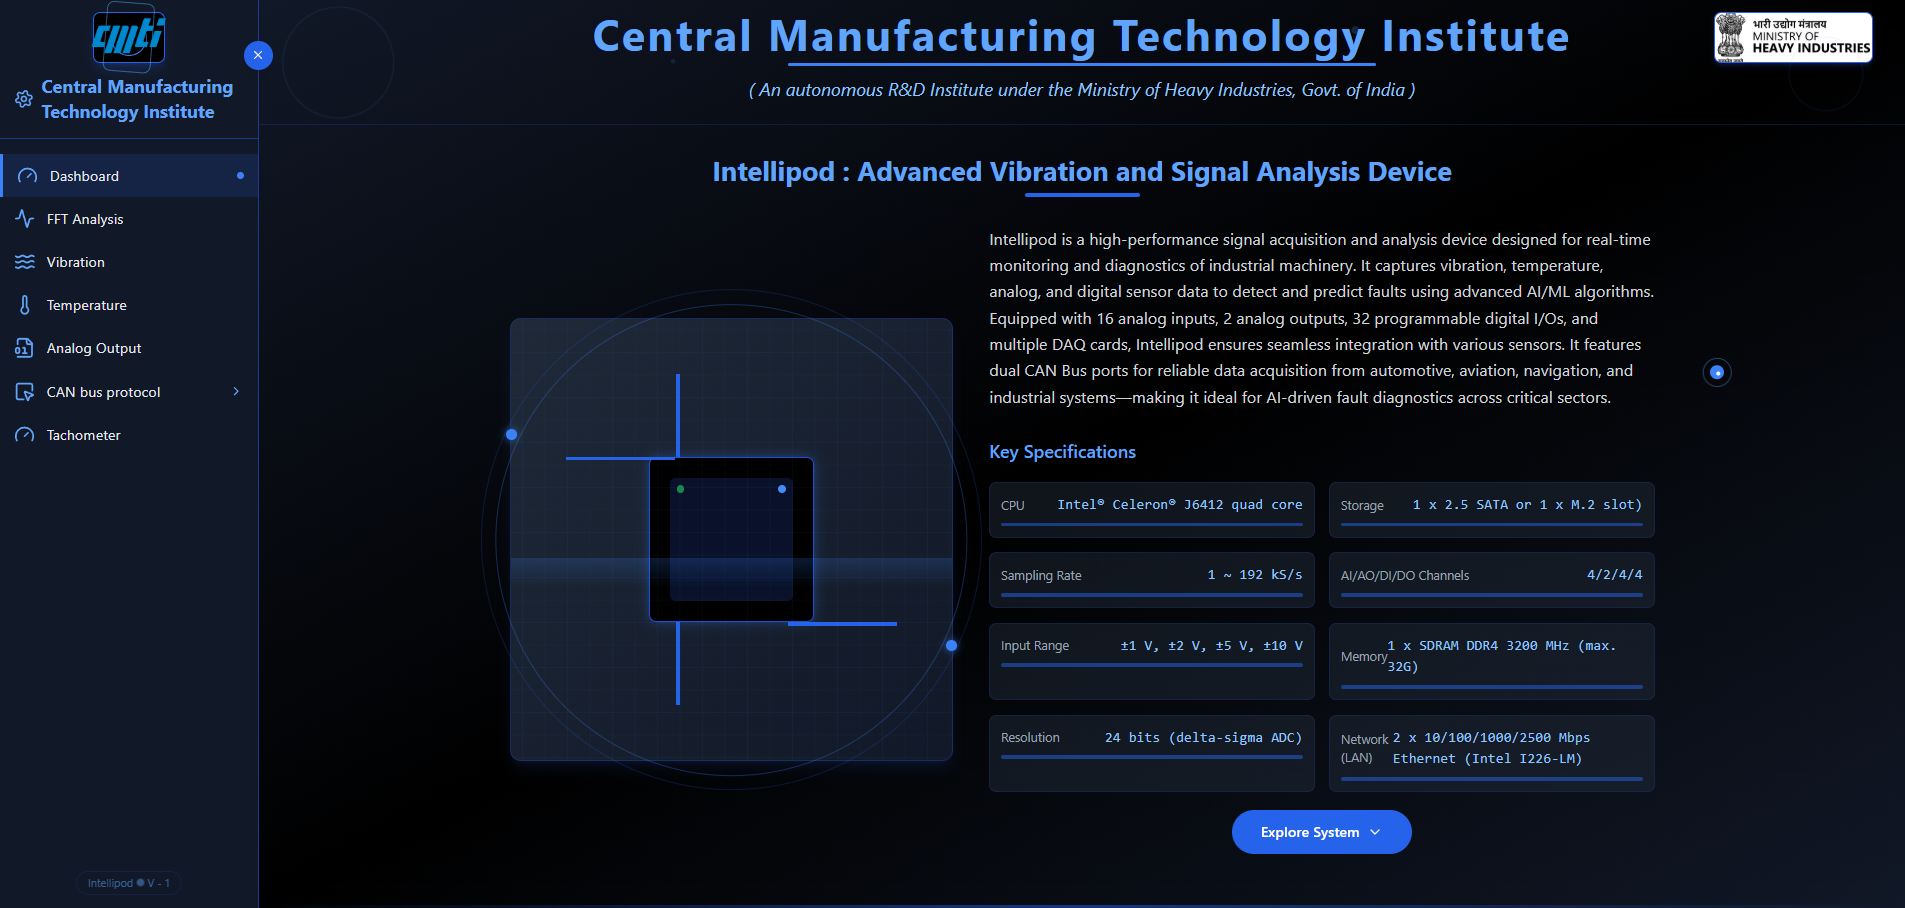 cmti
Central Manufacturing
Technology Institute
Dashboard
FFT Analysis
Vibration
Temperature
Analog Output
CAN bus protocol
Tachometer
Intellipod V - 1
Central Manufacturing Technology Institute
( An autonomous R&D Institute under the Ministry of Heavy Industries, Govt. of India )
भारी उद्योग मंत्रालय
MINISTRY OF
HEAVY INDUSTRIES
Intellipod : Advanced Vibration and Signal Analysis Device
Intellipod is a high-performance signal acquisition and analysis device designed for real-time
monitoring and diagnostics of industrial machinery. It captures vibration, temperature,
analog, and digital sensor data to detect and predict faults using advanced AI/ML algorithms.
Equipped with 16 analog inputs, 2 analog outputs, 32 programmable digital I/Os, and
multiple DAQ cards, Intellipod ensures seamless integration with various sensors. It features
dual CAN Bus ports for reliable data acquisition from automotive, aviation, navigation, and
industrial systems—making it ideal for AI-driven fault diagnostics across critical sectors.
Key Specifications
CPU Intel® Celeron® J6412 quad core
Storage 1 x 2.5 SATA or 1 x M.2 slot)
Sampling Rate 1 ~ 192 kS/s
AI/AO/DI/DO Channels 4/2/4/4
Input Range ±1 V, ±2 V, ±5 V, ±10 V
Memory 1 x SDRAM DDR4 3200 MHz (max.
32G)
Resolution 24 bits (delta-sigma ADC)
Network 2 x 10/100/1000/2500 Mbps
(LAN) Ethernet (Intel I226-LM)
Explore System